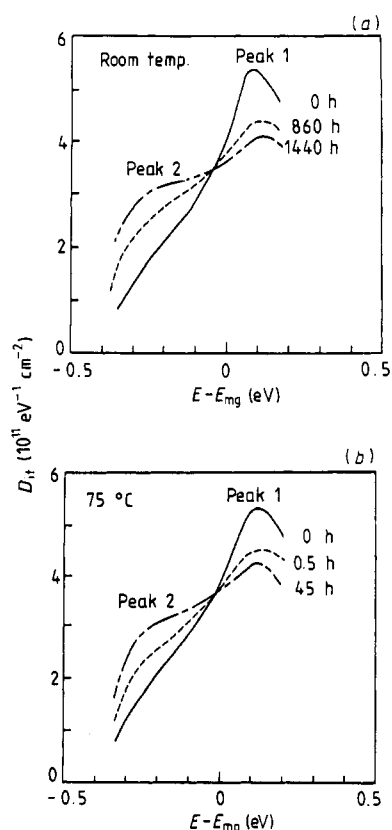 (a)
6
Room temp.
Peak 1
0 h
860 h
1440 h
4
Peak 2
2
0
-0.5
0
0.5
E-Emg (eV)
Dit (10¹¹ eV⁻¹ cm⁻²)
(b)
6
75 °C
Peak 1
0 h
0.5 h
45 h
4
Peak 2
2
0
-0.5
0
0.5
E-Emg (eV)